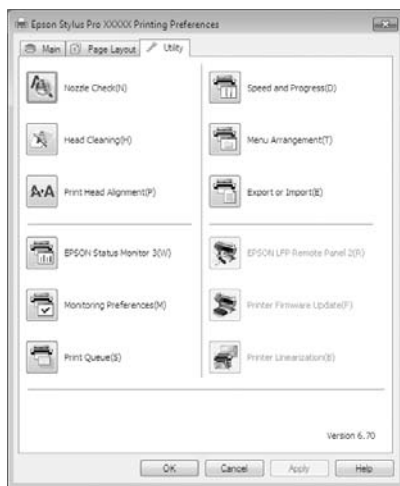 Epson Stylus Pro XXXXX Printing Preferences
Main Page Layout Utility
Nozzle Check(N)
Speed and Progress(D)
Head Cleaning(H)
Menu Arrangement(T)
A·A Print Head Alignment(P)
Export or Import(E)
EPSON Status Monitor 3(W)
EPSON LFP Remote Panel 2(R)
Monitoring Preferences(M)
Printer Firmware Update(F)
Print Queue(S)
Printer Linearization(B)
Version 6.70
OK Cancel Apply Help